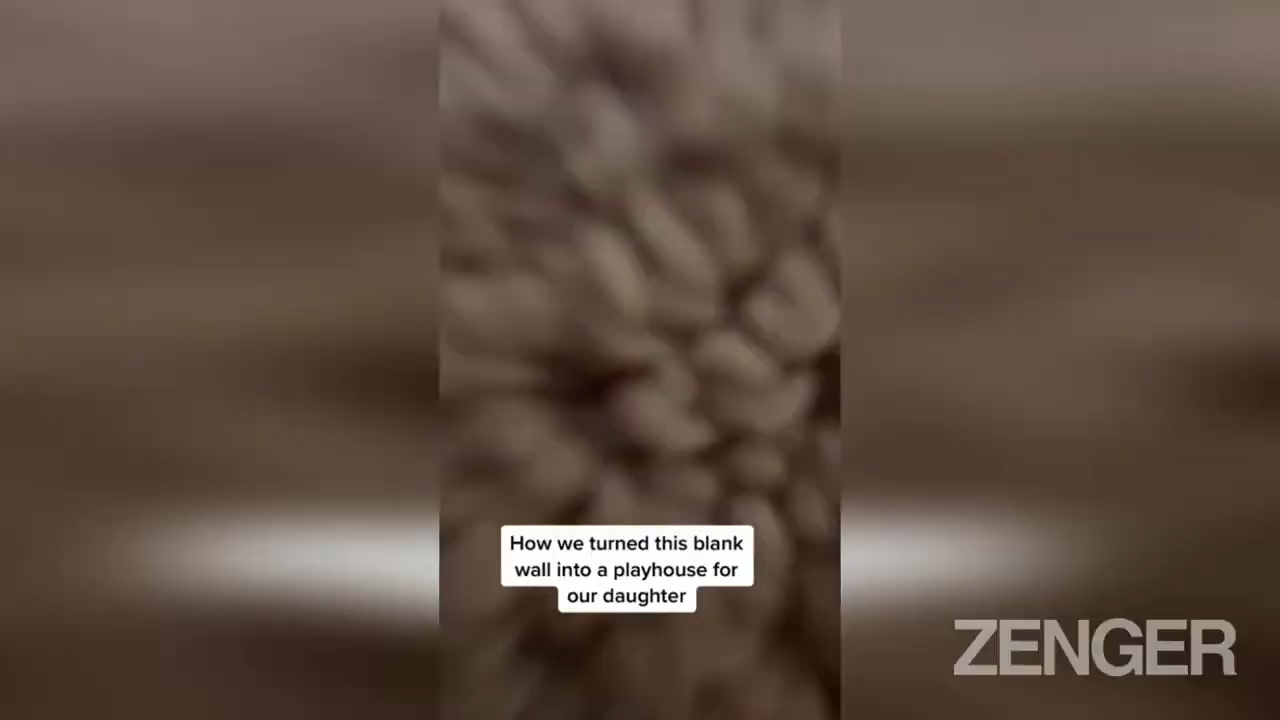 How we turned this blank
wall into a playhouse for
our daughter
ZENGER